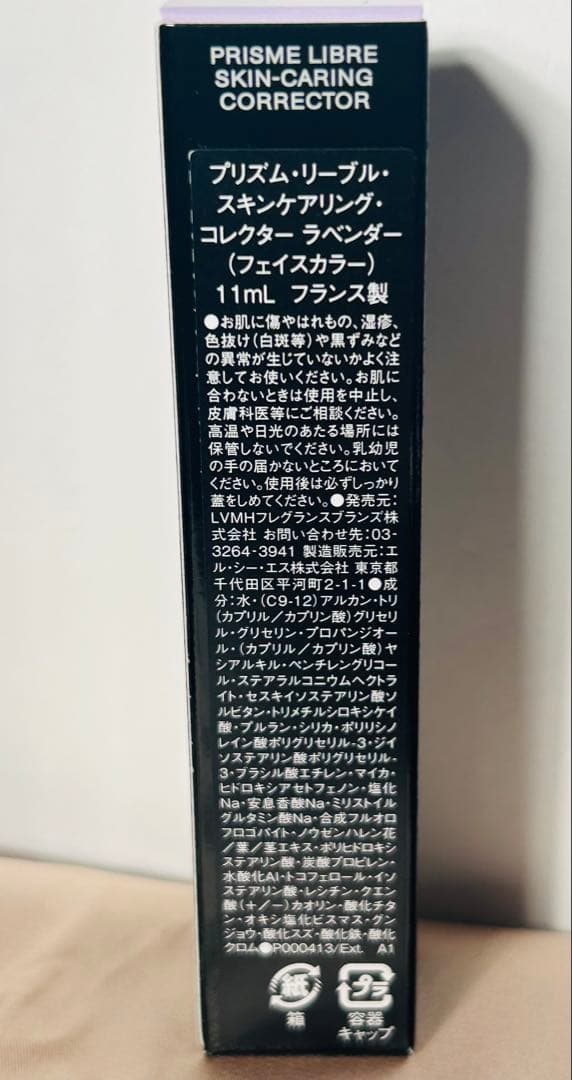 PRISME LIBRE
SKIN-CARING
CORRECTOR
プリズム・リーブル・
スキンケアリング・
コレクター ラベンダー
（フェイスカラー）
11mL フランス製
●お肌に傷やはれもの、湿疹、
色抜け（白斑等）や黒ずみなど
の異常が生じていないかよく注
意してお使いください。お肌に
合わないときは使用を中止し、
皮膚科医等にご相談ください。
高温や日光のあたる場所には
保管しないでください。乳幼児
の手の届かないところにおいて
ください。使用後は必ずしっかり
蓋をしめてください。●発売元：
LVMHフレグランスブランズ株
式会社 お問い合わせ先：03-
3264-3941 製造販売元：エ
ル・シー・エス株式会社 東京都
千代田区平河町2-1-1●成
分：水・（C9-12）アルカン・トリ
（カプリル／カプリン酸）グリセリ
ル・グリセリン・プロパンジオー
ル・（カプリル／カプリン酸）ヤ
シアルキル・ペンチレングリコー
ル・ステアラルコニウムヘクトラ
イト・セスキイソステアリン酸ソ
ルビタン・トリメチルシロキシケイ
酸・プルラン・シリカ・ポリリシノ
レイン酸ポリグリセリル-3・ジイ
ソステアリン酸ポリグリセリル-
3・ブラシル酸エチレン・マイカ・
ヒドロキシアセトフェノン・塩化
Na・安息香酸Na・ミリストイル
グルタミン酸Na・合成フルオロ
フロゴパイト・ノウゼンハレン花
／葉／茎エキス・ポリヒドロキシ
ステアリン酸・炭酸プロピレン・
水酸化Al・トコフェロール・イソ
ステアリン酸・レシチン・クエン
酸（＋／－）カオリン・酸化チタ
ン・オキシ塩化ビスマス・グン
ジョウ・酸化スズ・酸化鉄・酸化
クロム●P000413/Ext. A1
紙
プラ
箱
容器
キャップ